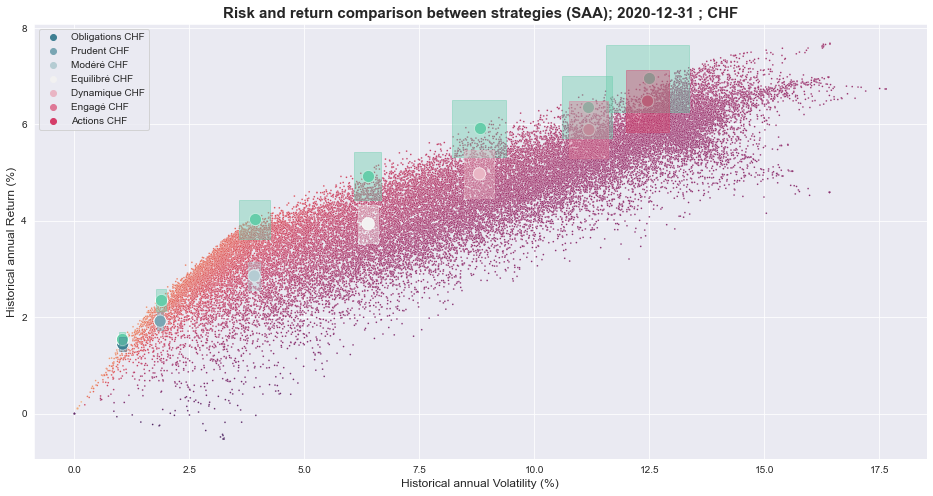 Risk and return comparison between strategies (SAA); 2020-12-31 ; CHF
Obligations CHF
Prudent CHF
Modéré CHF
Equilibré CHF
Dynamique CHF
Engagé CHF
Actions CHF
Historical annual Return (%)
8
6
4
2
0
0.0 2.5 5.0 7.5 10.0 12.5 15.0 17.5
Historical annual Volatility (%)